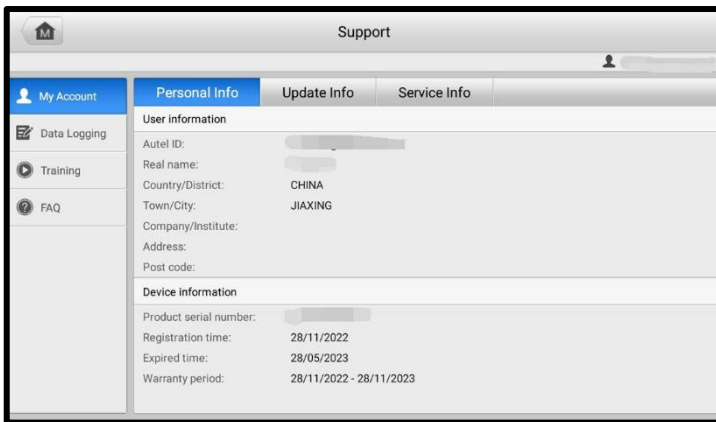 M
Support
My Account
Data Logging
Training
FAQ
Personal Info Update Info Service Info
User information
Autel ID:
Real name:
Country/District: CHINA
Town/City: JIAXING
Company/Institute:
Address:
Post code:
Device information
Product serial number:
Registration time: 28/11/2022
Expired time: 28/05/2023
Warranty period: 28/11/2022 - 28/11/2023